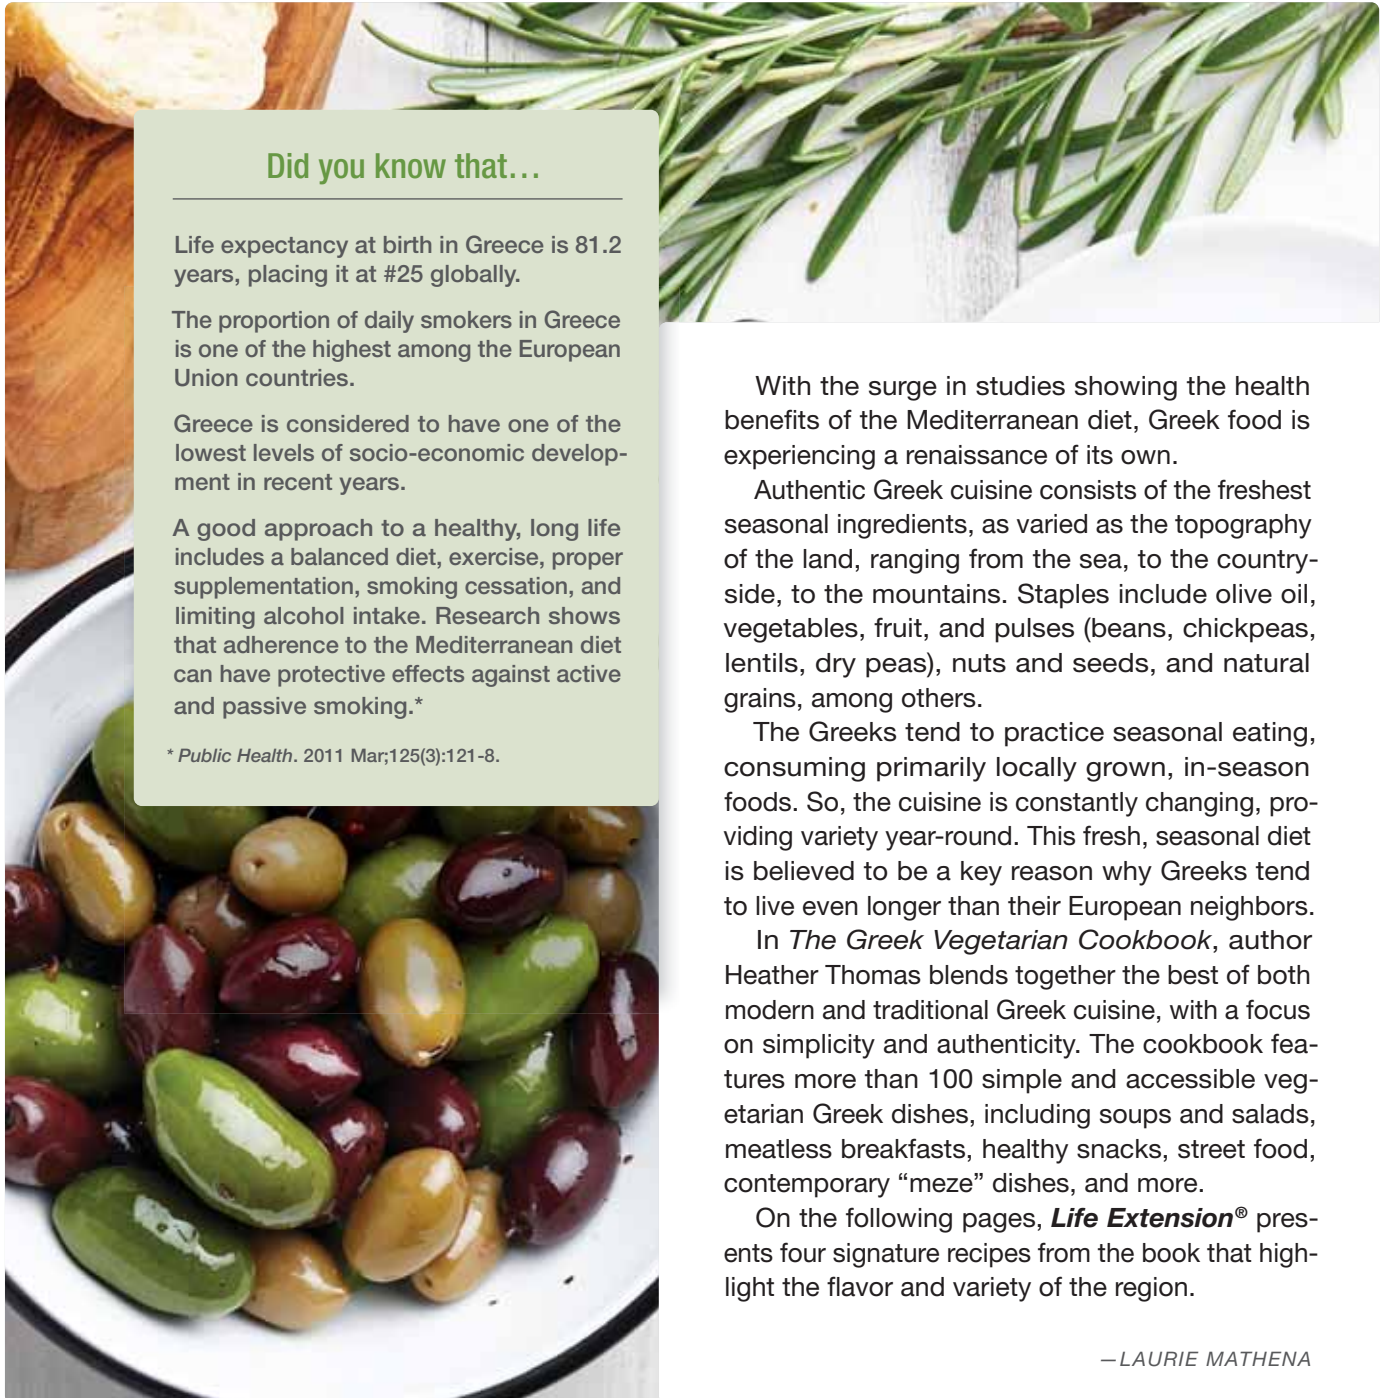 Did you know that…
Life expectancy at birth in Greece is 81.2
years, placing it at #25 globally.
The proportion of daily smokers in Greece
is one of the highest among the European
Union countries.
Greece is considered to have one of the
lowest levels of socio-economic develop-
ment in recent years.
A good approach to a healthy, long life
includes a balanced diet, exercise, proper
supplementation, smoking cessation, and
limiting alcohol intake. Research shows
that adherence to the Mediterranean diet
can have protective effects against active
and passive smoking.*
* Public Health. 2011 Mar;125(3):121-8.
With the surge in studies showing the health
benefits of the Mediterranean diet, Greek food is
experiencing a renaissance of its own.
Authentic Greek cuisine consists of the freshest
seasonal ingredients, as varied as the topography
of the land, ranging from the sea, to the country-
side, to the mountains. Staples include olive oil,
vegetables, fruit, and pulses (beans, chickpeas,
lentils, dry peas), nuts and seeds, and natural
grains, among others.
The Greeks tend to practice seasonal eating,
consuming primarily locally grown, in-season
foods. So, the cuisine is constantly changing, pro-
viding variety year-round. This fresh, seasonal diet
is believed to be a key reason why Greeks tend
to live even longer than their European neighbors.
In The Greek Vegetarian Cookbook, author
Heather Thomas blends together the best of both
modern and traditional Greek cuisine, with a focus
on simplicity and authenticity. The cookbook fea-
tures more than 100 simple and accessible veg-
etarian Greek dishes, including soups and salads,
meatless breakfasts, healthy snacks, street food,
contemporary “meze” dishes, and more.
On the following pages, Life Extension® pres-
ents four signature recipes from the book that high-
light the flavor and variety of the region.
—LAURIE MATHENA